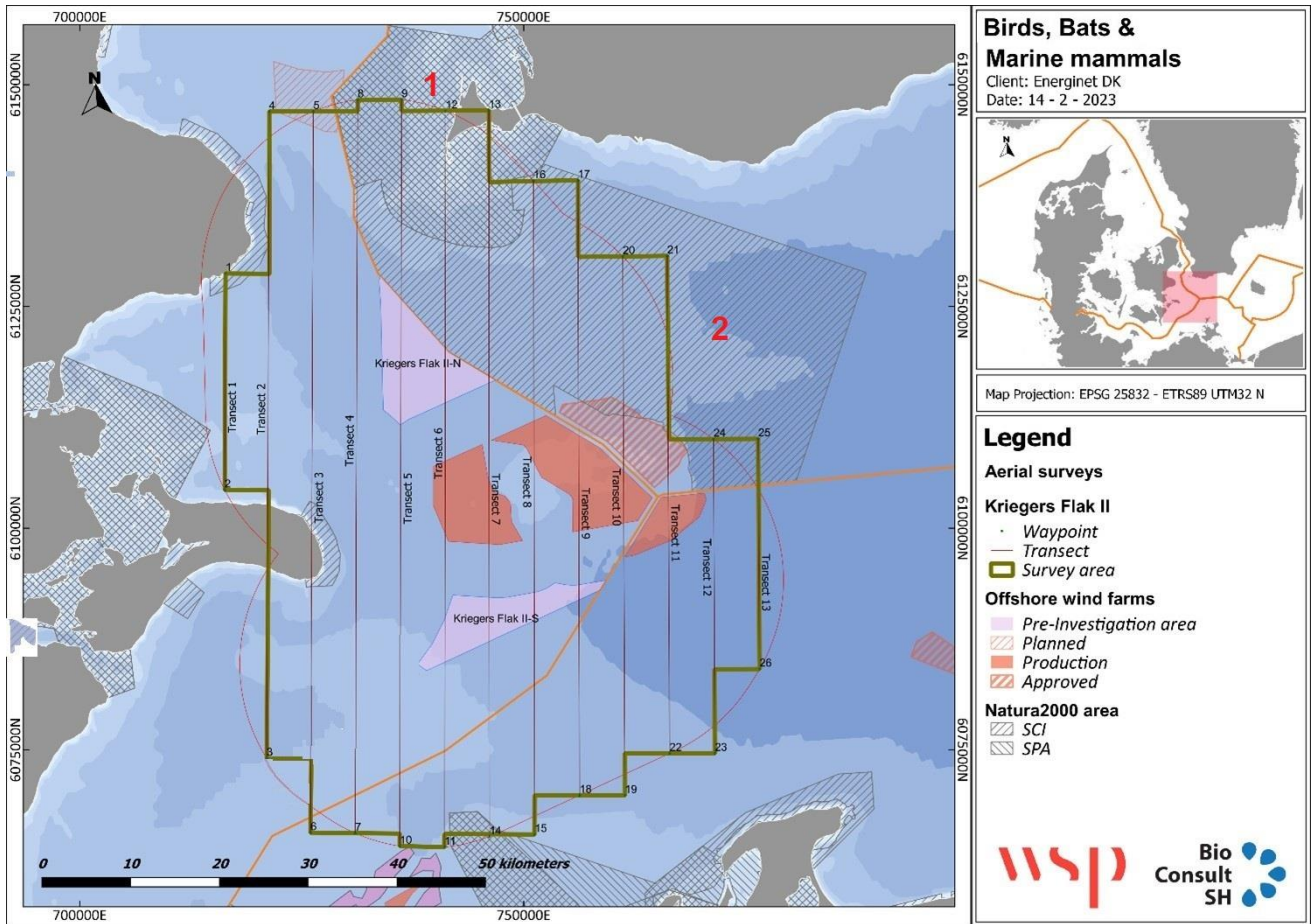 700000E
750000E
6150000N
6150000N
1
N
4
5
8
9
12
13
16
17
20
21
6125000N
6125000N
1
2
Kriegers Flak II-N
Transect 1
Transect 2
Transect 3
Transect 4
Transect 5
Transect 6
Transect 7
Transect 8
Transect 9
Transect 10
Transect 11
Transect 12
Transect 13
24
25
2
6100000N
6100000N
Kriegers Flak II-S
26
6075000N
6075000N
3
22
23
18
19
6
7
10
11
14
15
0 10 20 30 40 50 kilometers
700000E
750000E
Birds, Bats &
Marine mammals
Client: Energinet DK
Date: 14 - 2 - 2023
N
Map Projection: EPSG 25832 - ETRS89 UTM32 N
Legend
Aerial surveys
Kriegers Flak II
Waypoint
Transect
Survey area
Offshore wind farms
Pre-Investigation area
Planned
Production
Approved
Natura2000 area
SCI
SPA
wsp
Bio
Consult
SH